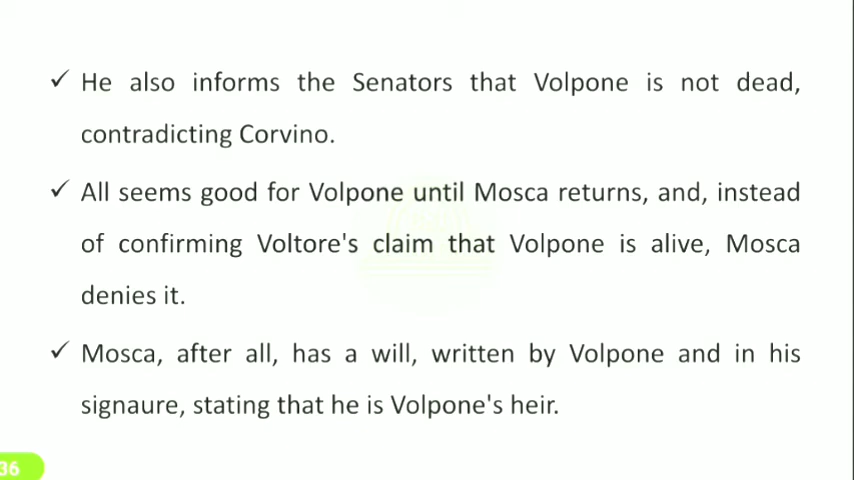 ✓ He also informs the Senators that Volpone is not dead,
contradicting Corvino.
✓ All seems good for Volpone until Mosca returns, and, instead
of confirming Voltore's claim that Volpone is alive, Mosca
denies it.
✓ Mosca, after all, has a will, written by Volpone and in his
signaure, stating that he is Volpone's heir.
36